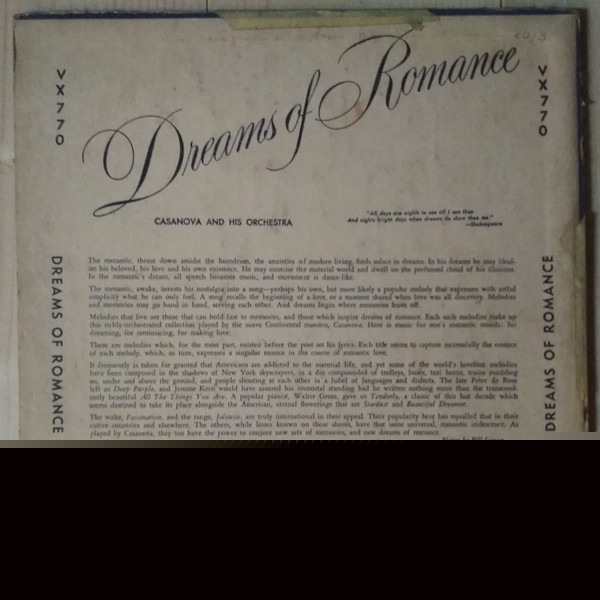 VX770
Dreams of Romance
VX770
CASANOVA AND HIS ORCHESTRA
"All days are nights to see till I see thee
And nights bright days when dreams do show thee me."
—Shakespeare
DREAMS OF ROMANCE
The romantic, thrust down amidst the humdrum, the anxieties of modern living, finds solace in dreams. In his dreams he may ideal-
ize his beloved, his love and his own existence. He may exorcise the material world and dwell on the perfumed cloud of his illusions.
In the romantic's dream, all speech becomes music, and movement is dance-like.
The romantic, awake, invests his nostalgia into a song—perhaps his own, but more likely a popular melody that expresses with artful
simplicity what he can only feel. A song recalls the beginning of a love, or a moment shared when love was all discovery. Melodies
and memories may go hand in hand, serving each other. And dreams begin where memories leave off.
Melodies that live are those that can hold fast to memories, and those which inspire dreams of romance. Each such melodies make up
this richly-orchestrated collection played by the suave Continental maestro, Casanova. Here is music for one's romantic moods: for
dreaming, for reminiscing, for making love.
These are melodies which, for the most part, existed before the poet set his lyrics. Each title seems to capture successfully the essence
of each melody, which, in turn, expresses a singular nuance in the course of romantic love.
It frequently is taken for granted that Americans are addicted to the material life, and yet some of the world's loveliest melodies
have been composed in the shadows of New York skyscrapers, in a din compounded of trolleys, buses, taxi horns, trains rumbling
on, under and above the ground, and people shouting at each other in a babel of languages and dialects. The late Peter de Rose
left us Deep Purple, and Jerome Kern would have assured his immortal standing had he written nothing more than the transcend-
ently beautiful All The Things You Are. A popular pianist, Walter Gross, gave us Tenderly, a classic of this last decade which
seems destined to take its place alongside the American, eternal flowerings that are Stardust and Beautiful Dreamer.
The waltz, Fascination, and the tango, Jalousie, are truly international in their appeal. Their popularity here has equalled that in their
native countries and elsewhere. The others, while lesser known on these shores, have that same universal, romantic iridescence. As
played by Casanova, they too have the power to conjure new sets of memories, and new dreams of romance.
DREAMS OF ROMANCE